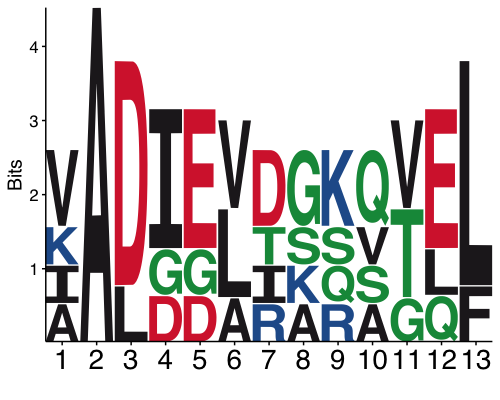 Bits
4
3
2
1
V A D I E V D G K Q V E L
K T S S V T
I G G L I K Q S L
A L D D A R A R A G Q F
1 2 3 4 5 6 7 8 9 10 11 12 13